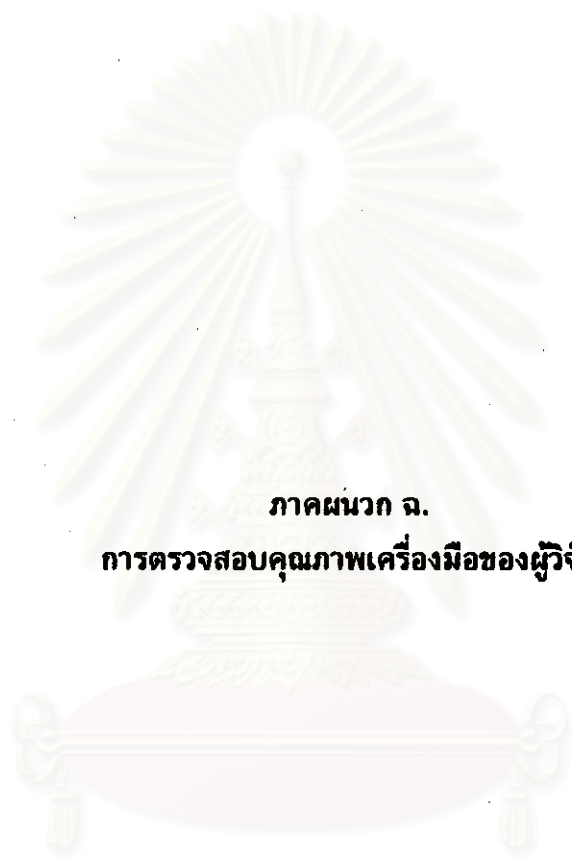 ภาคผนวก ฉ.
การตรวจสอบคุณภาพเครื่องมือของผู้วิจ